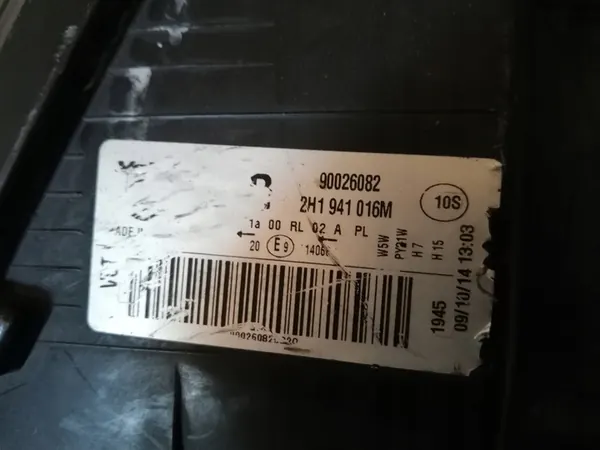 90026082
2H1 941 016M
10S
1a 00 RL 02 A PL
20 E9
W5W
PY21W
H7
H15
1945
09/10/14 13:03